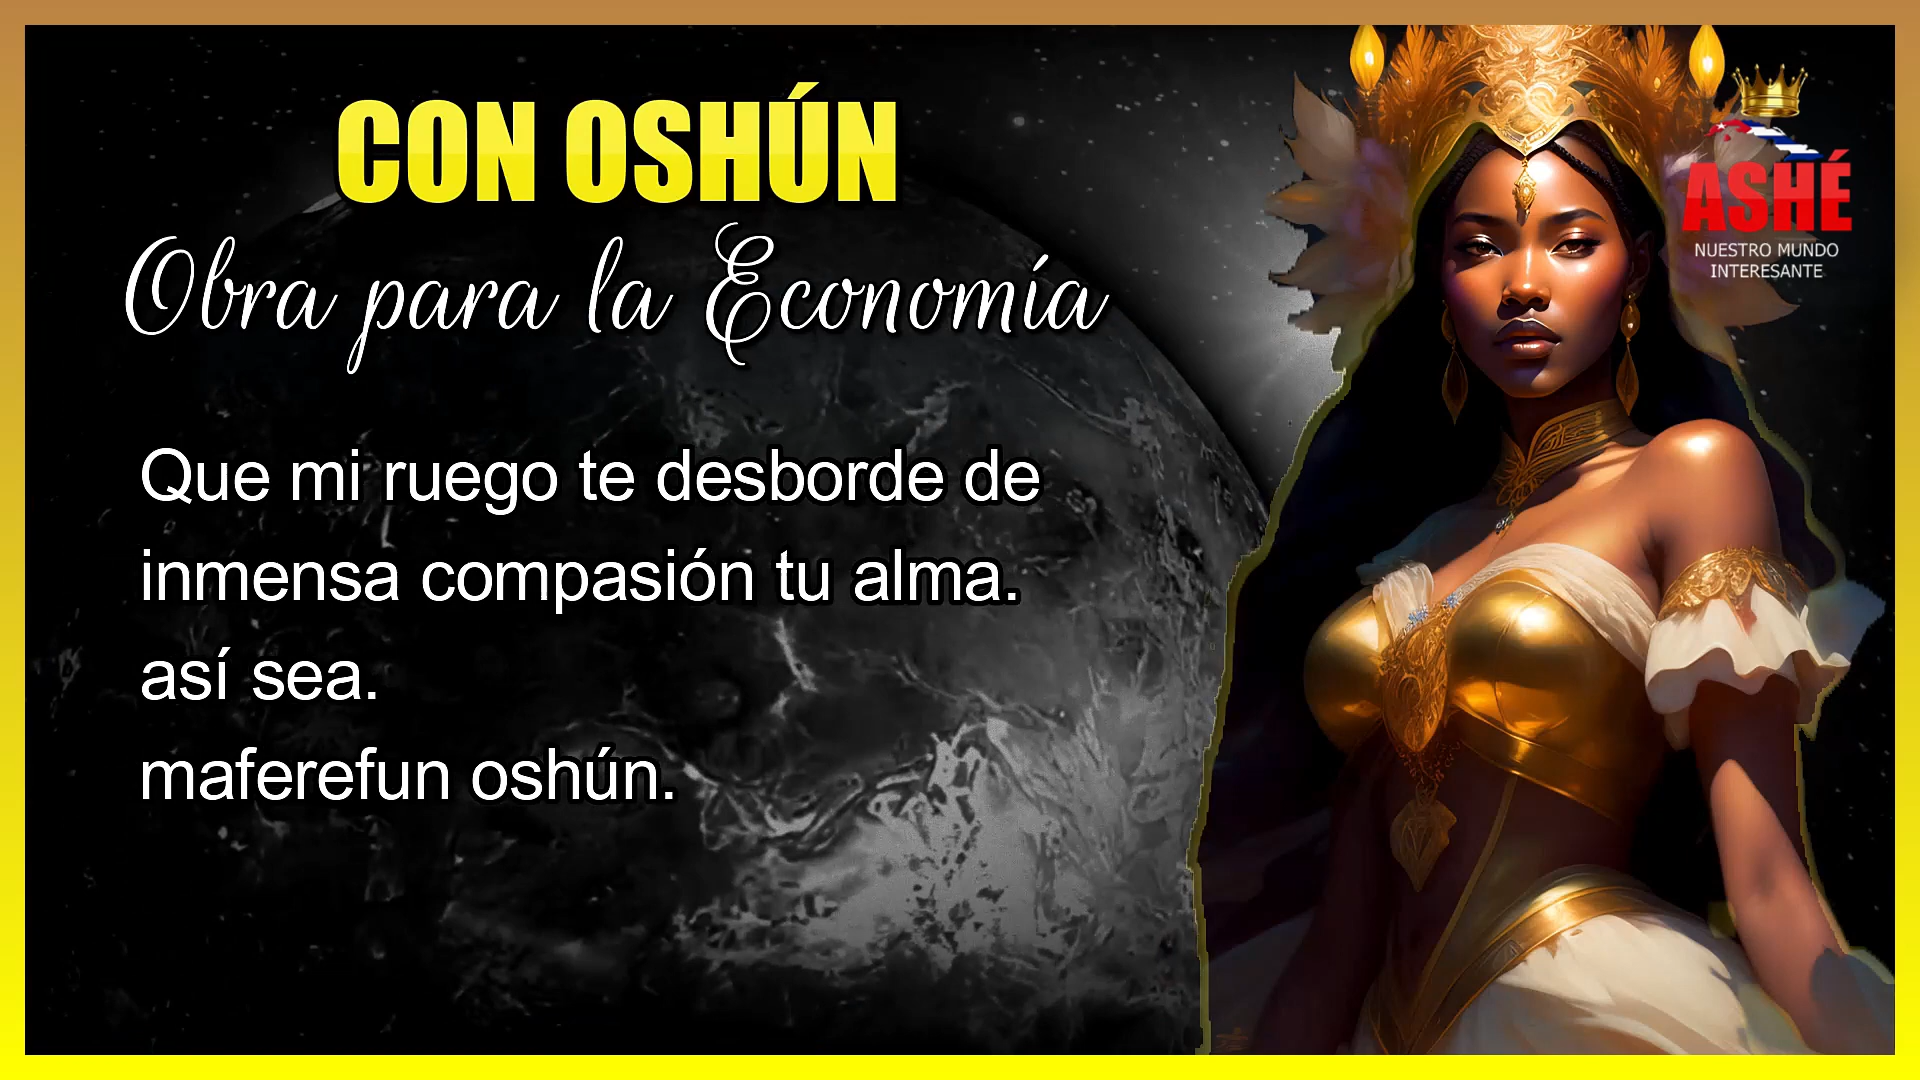 CON OSHÚN
Obra para la Economía
ASHÉ
NUESTRO MUNDO
INTERESANTE
Que mi ruego te desborde de
inmensa compasión tu alma.
así sea.
maferefun oshún.